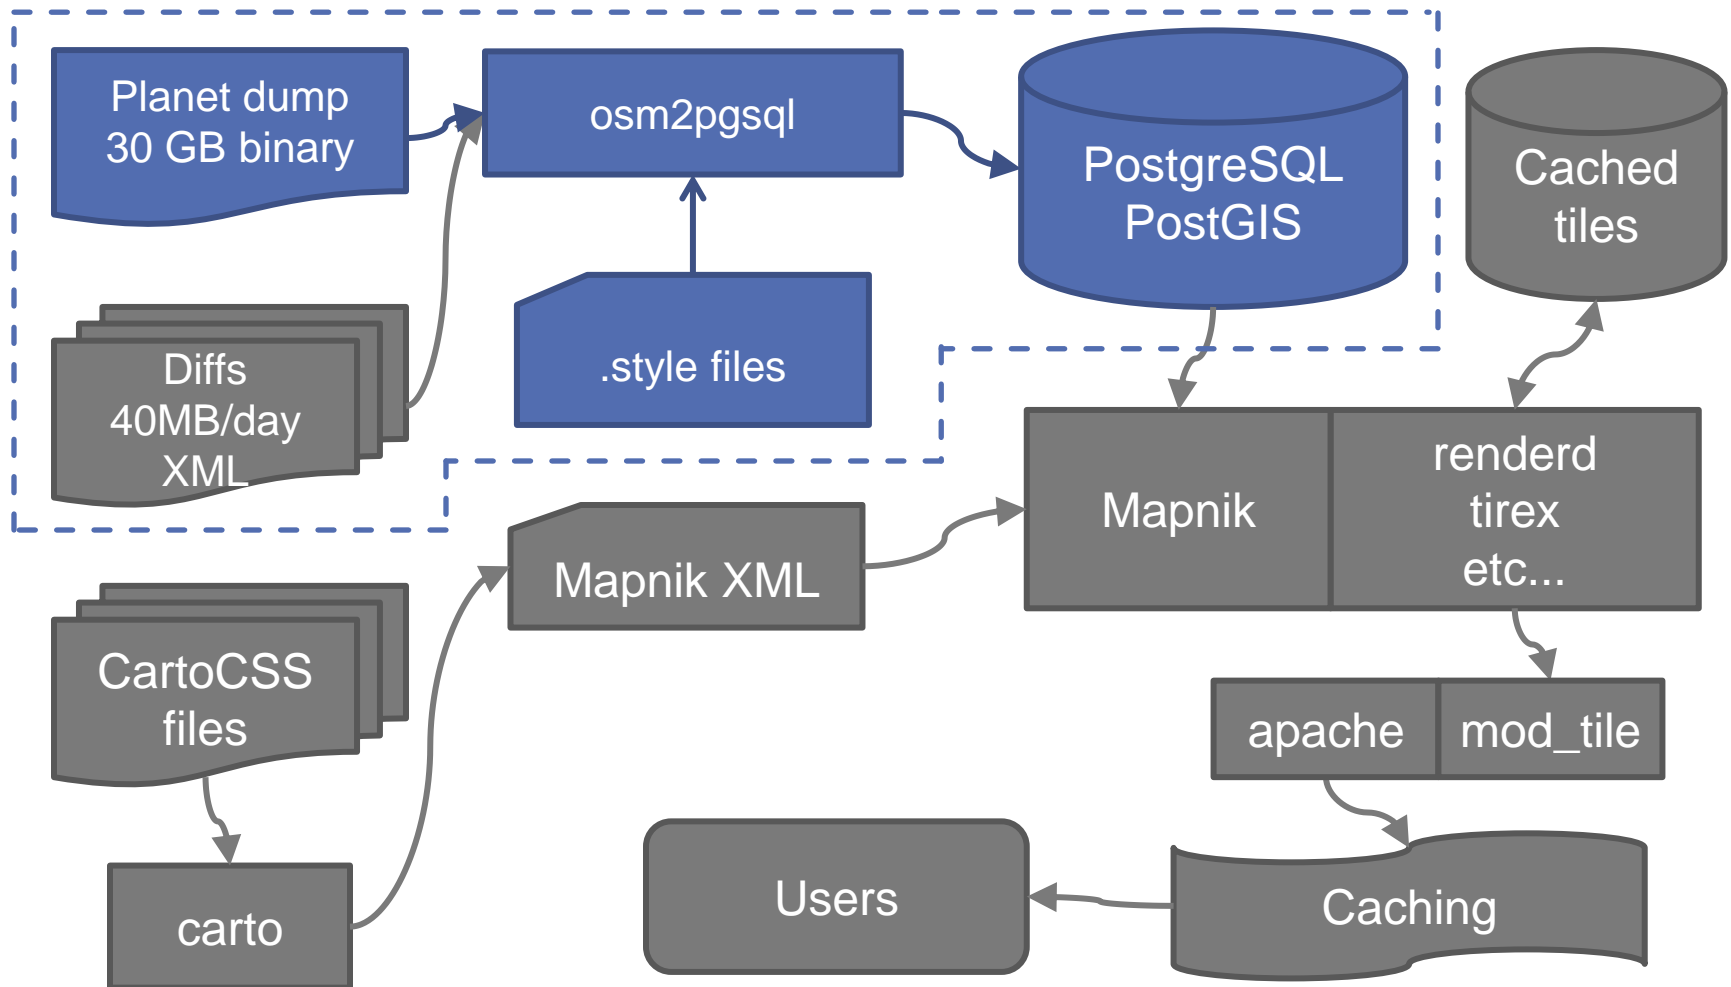 Planet dump
30 GB binary
osm2pgsql
PostgreSQL
PostGIS
Cached
tiles
Diffs
40MB/day
XML
.style files
Mapnik
renderd
tirex
etc...
Mapnik XML
CartoCSS
files
apache
mod_tile
carto
Users
Caching